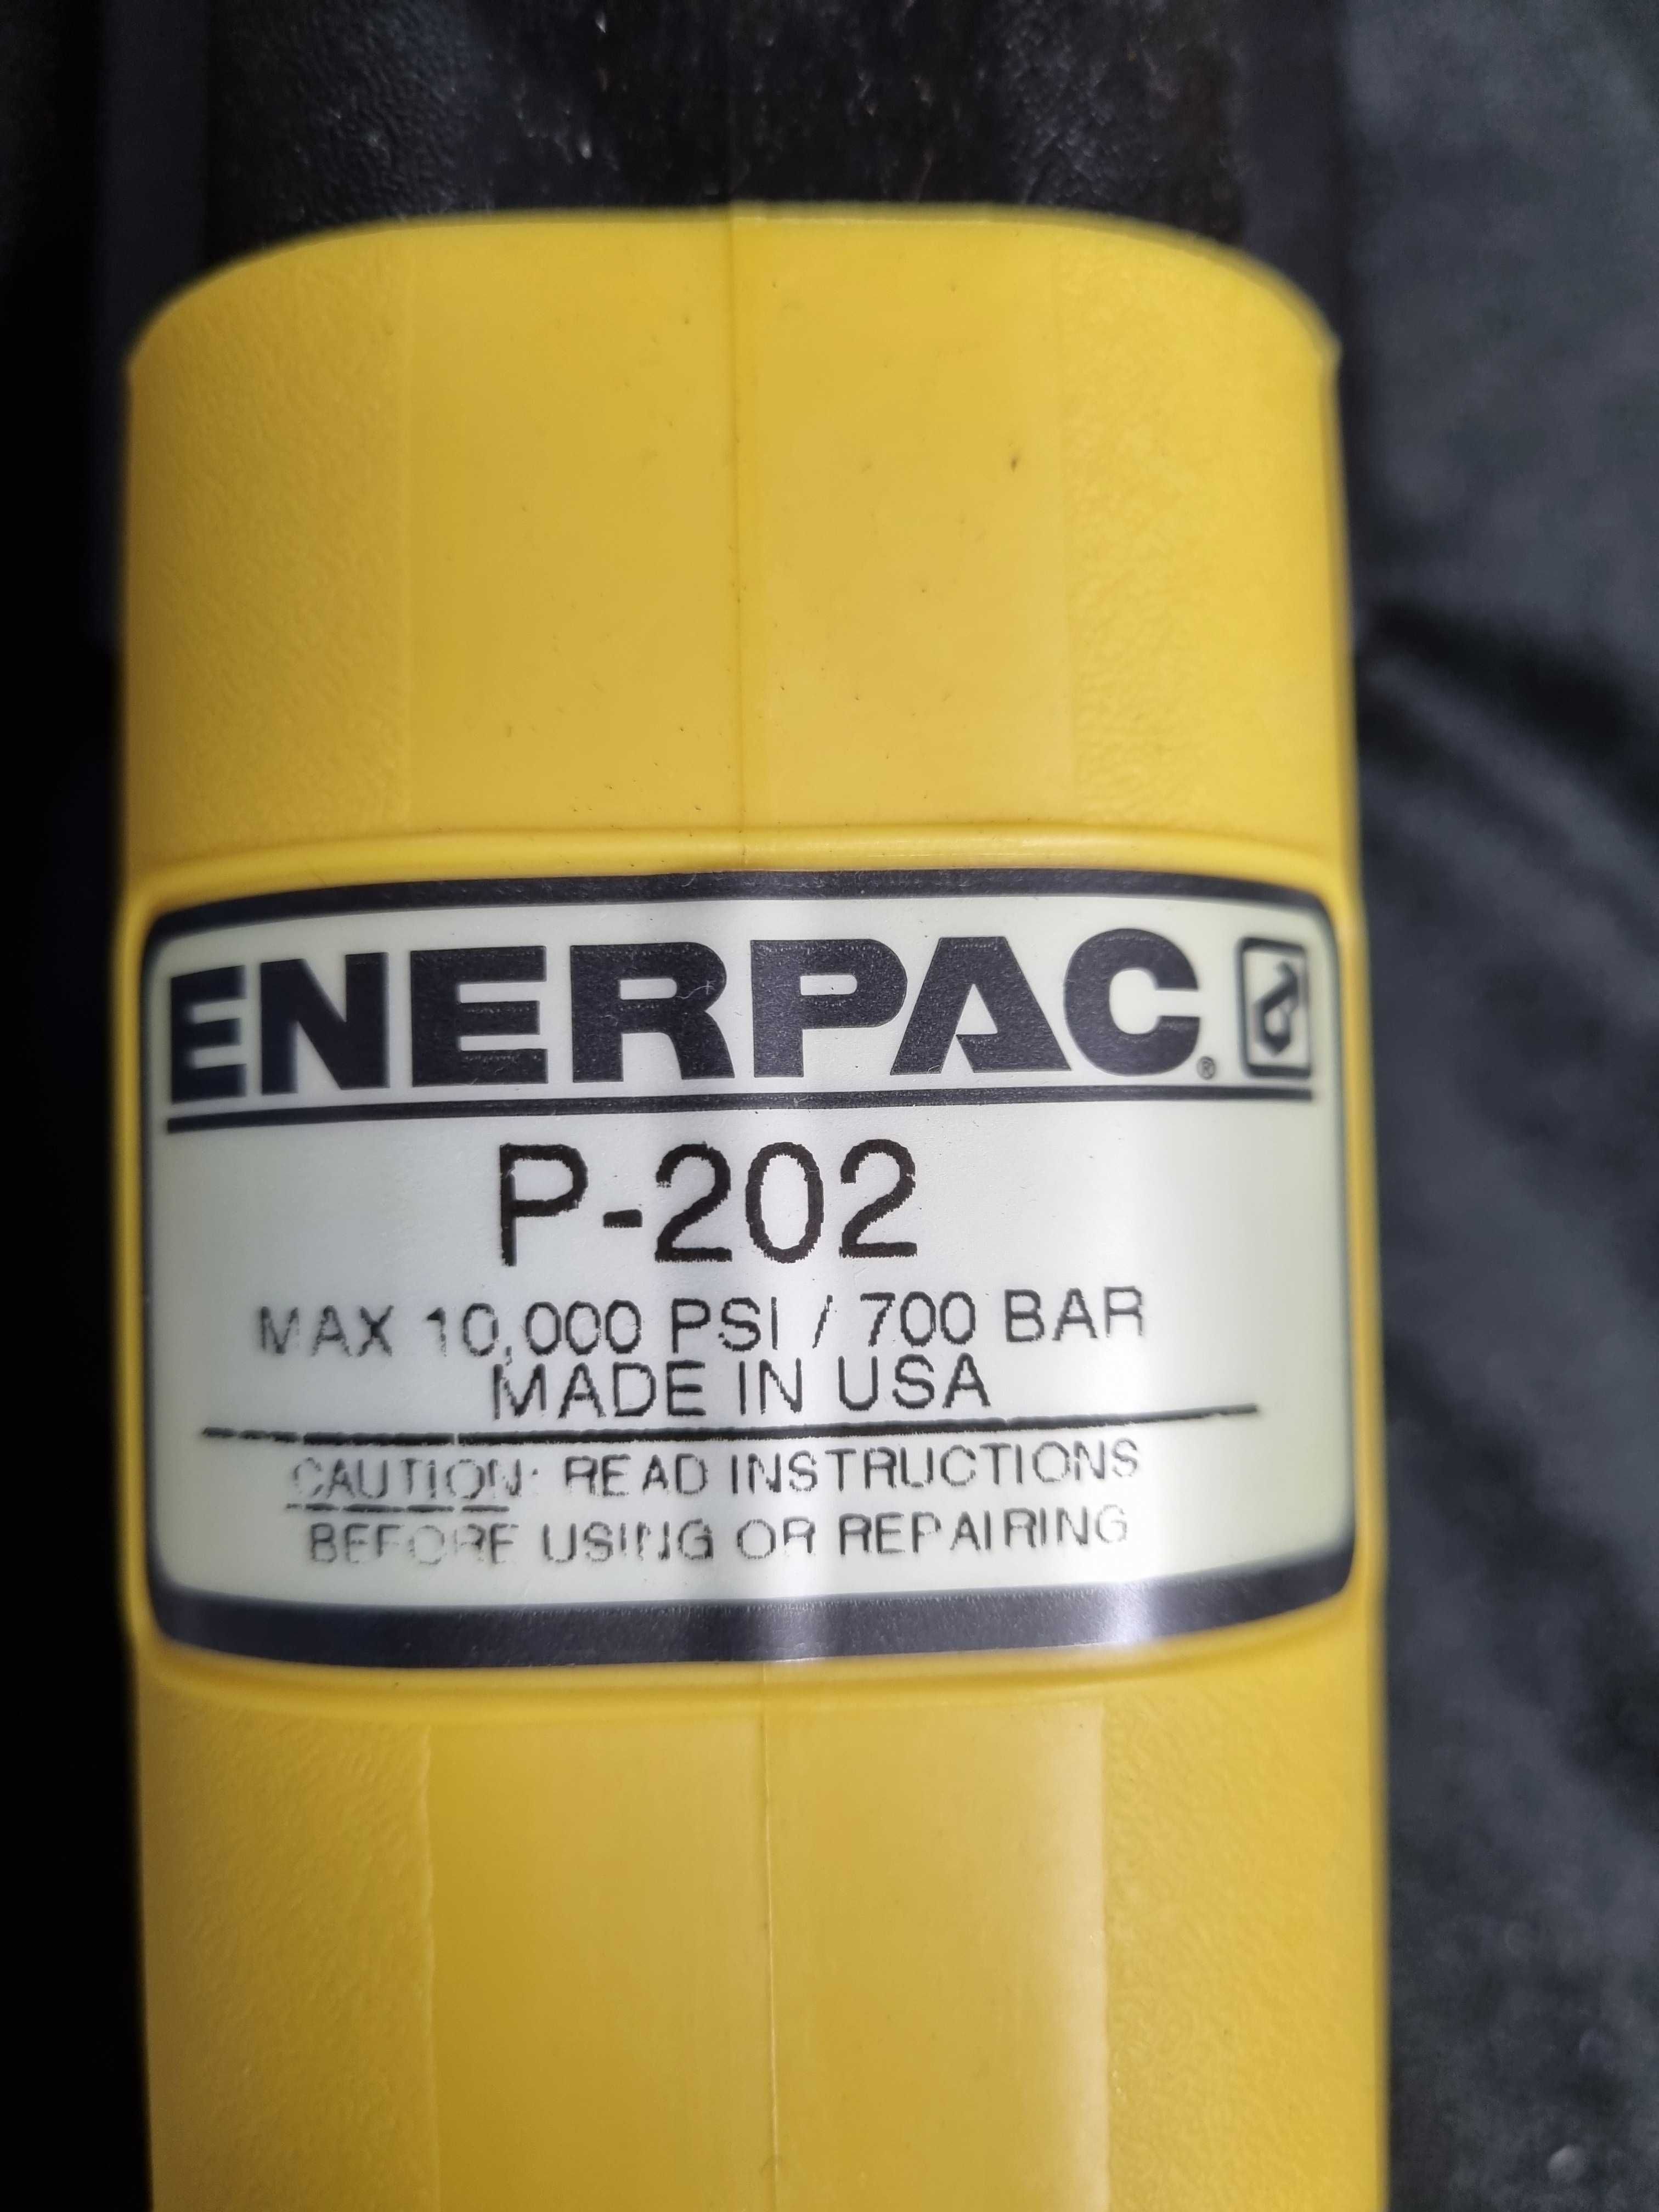 ENERPAC®
P-202
MAX 10,000 PSI / 700 BAR
MADE IN USA
CAUTION: READ INSTRUCTIONS
BEFORE USING OR REPAIRING